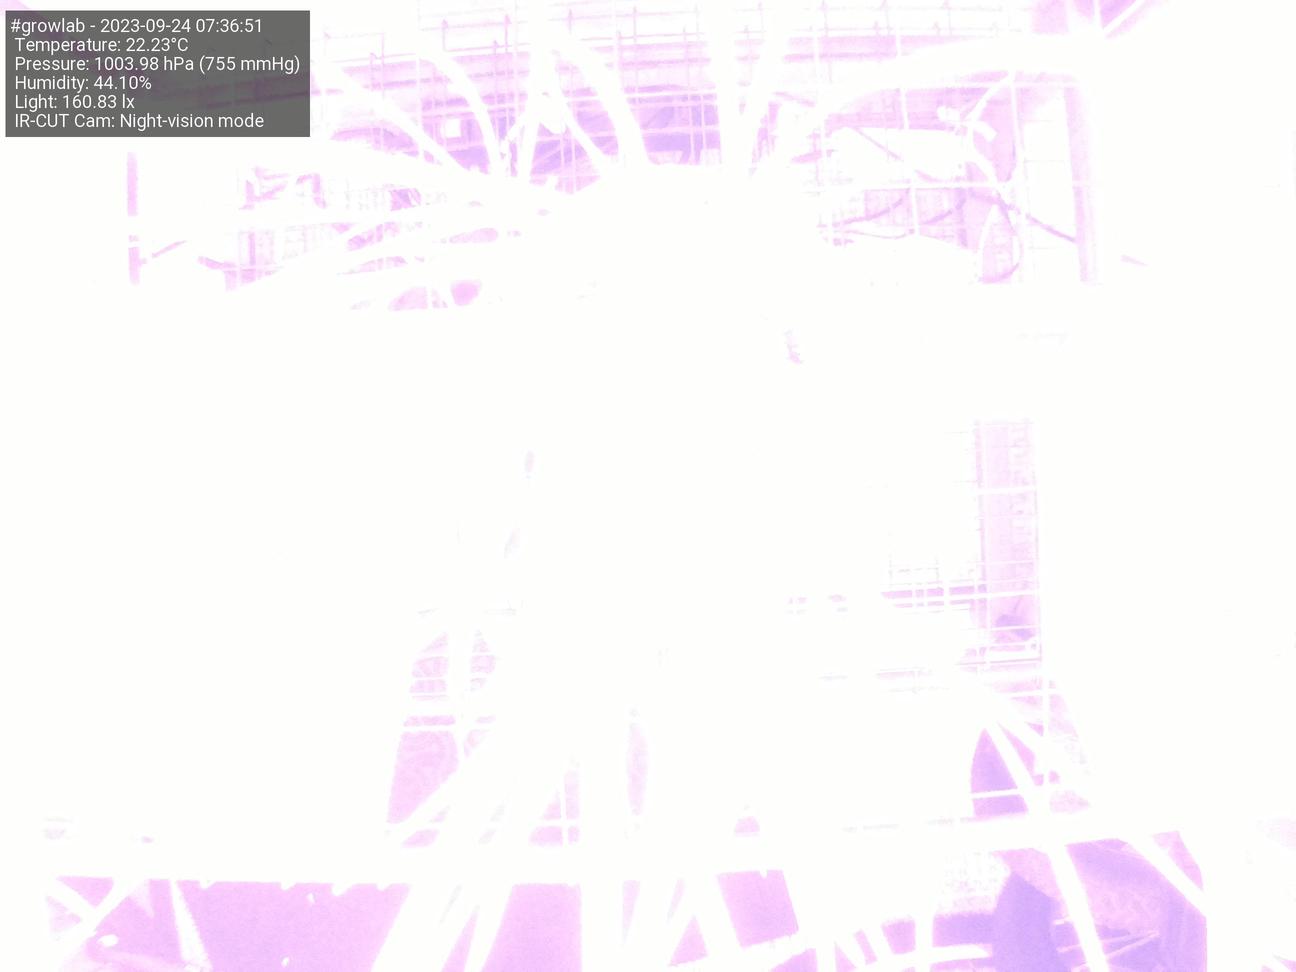 #growlab - 2023-09-24 07:36:51
Temperature: 22.23°C
Pressure: 1003.98 hPa (755 mmHg)
Humidity: 44.10%
Light: 160.83 lx
IR-CUT Cam: Night-vision mode